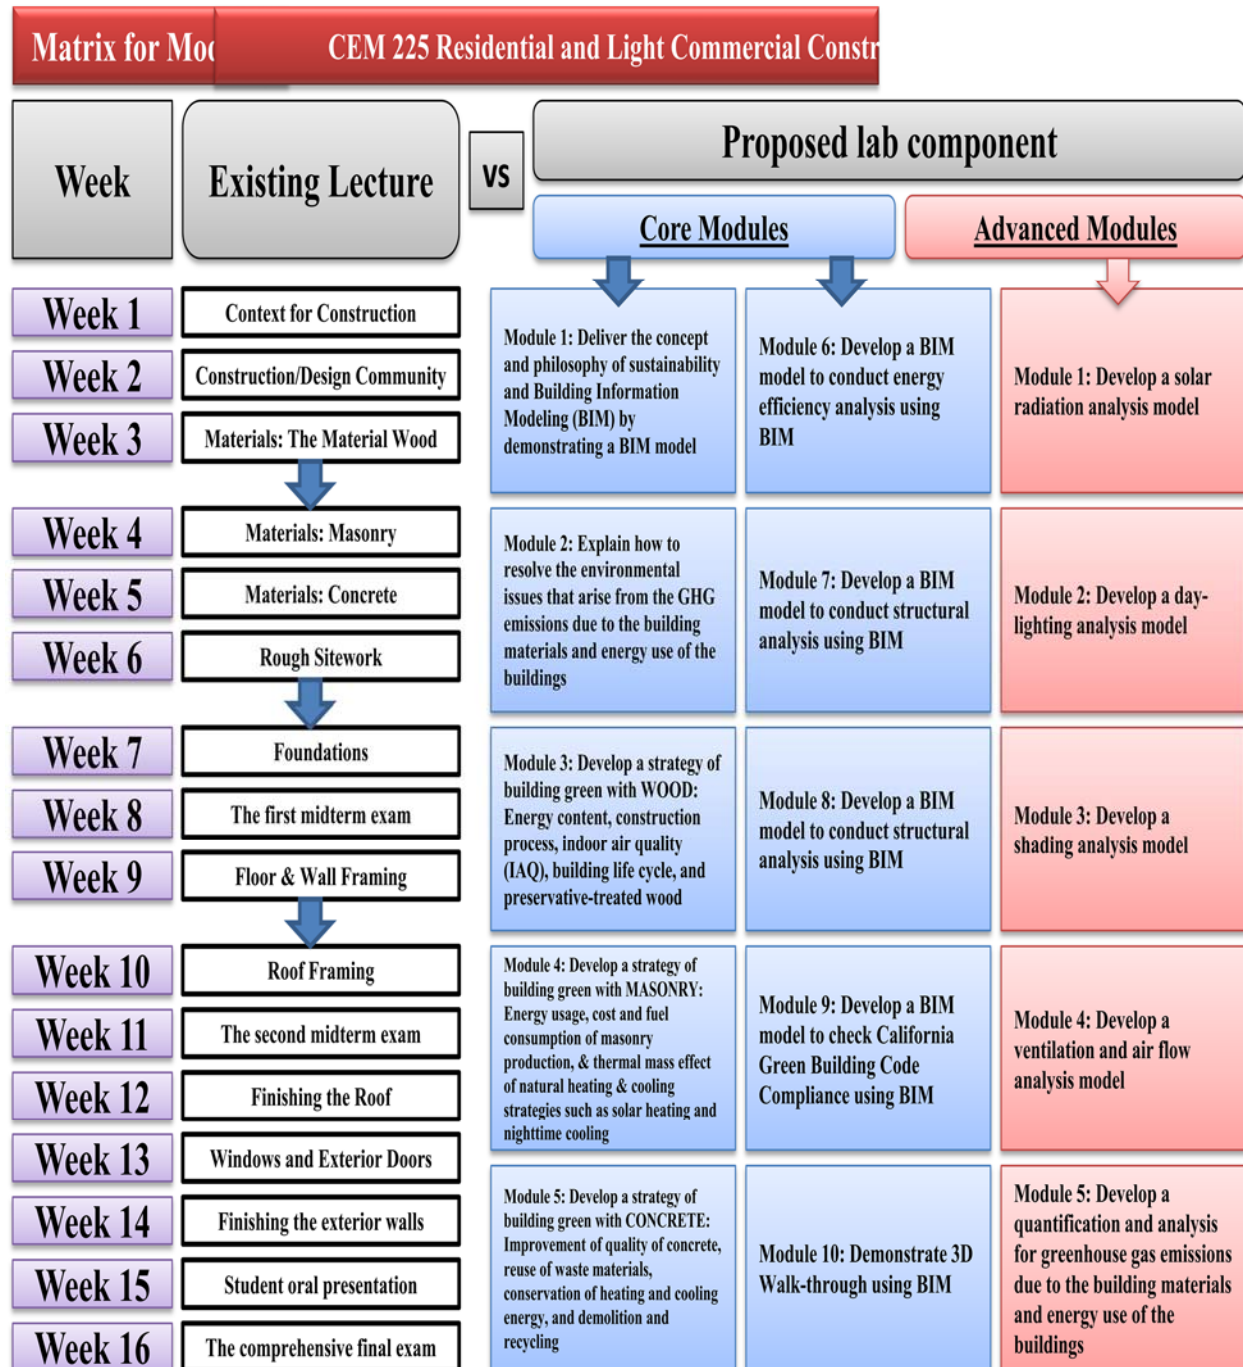 Matrix for Mod
CEM 225 Residential and Light Commercial Constr
Week
Existing Lecture
VS
Proposed lab component
Core Modules
Advanced Modules
Week 1
Context for Construction
Week 2
Construction/Design Community
Week 3
Materials: The Material Wood
Week 4
Materials: Masonry
Week 5
Materials: Concrete
Week 6
Rough Sitework
Week 7
Foundations
Week 8
The first midterm exam
Week 9
Floor & Wall Framing
Week 10
Roof Framing
Week 11
The second midterm exam
Week 12
Finishing the Roof
Week 13
Windows and Exterior Doors
Week 14
Finishing the exterior walls
Week 15
Student oral presentation
Week 16
The comprehensive final exam
Module 1: Deliver the concept
and philosophy of sustainability
and Building Information
Modeling (BIM) by
demonstrating a BIM model
Module 6: Develop a BIM
model to conduct energy
efficiency analysis using
BIM
Module 1: Develop a solar
radiation analysis model
Module 2: Explain how to
resolve the environmental
issues that arise from the GHG
emissions due to the building
materials and energy use of the
buildings
Module 7: Develop a BIM
model to conduct structural
analysis using BIM
Module 2: Develop a day-
lighting analysis model
Module 3: Develop a strategy of
building green with WOOD:
Energy content, construction
process, indoor air quality
(IAQ), building life cycle, and
preservative-treated wood
Module 8: Develop a BIM
model to conduct structural
analysis using BIM
Module 3: Develop a
shading analysis model
Module 4: Develop a strategy of
building green with MASONRY:
Energy usage, cost and fuel
consumption of masonry
production, & thermal mass effect
of natural heating & cooling
strategies such as solar heating and
nighttime cooling
Module 9: Develop a BIM
model to check California
Green Building Code
Compliance using BIM
Module 4: Develop a
ventilation and air flow
analysis model
Module 5: Develop a strategy of
building green with CONCRETE:
Improvement of quality of concrete,
reuse of waste materials,
conservation of heating and cooling
energy, and demolition and
recycling
Module 10: Demonstrate 3D
Walk-through using BIM
Module 5: Develop a
quantification and analysis
for greenhouse gas emissions
due to the building materials
and energy use of the
buildings